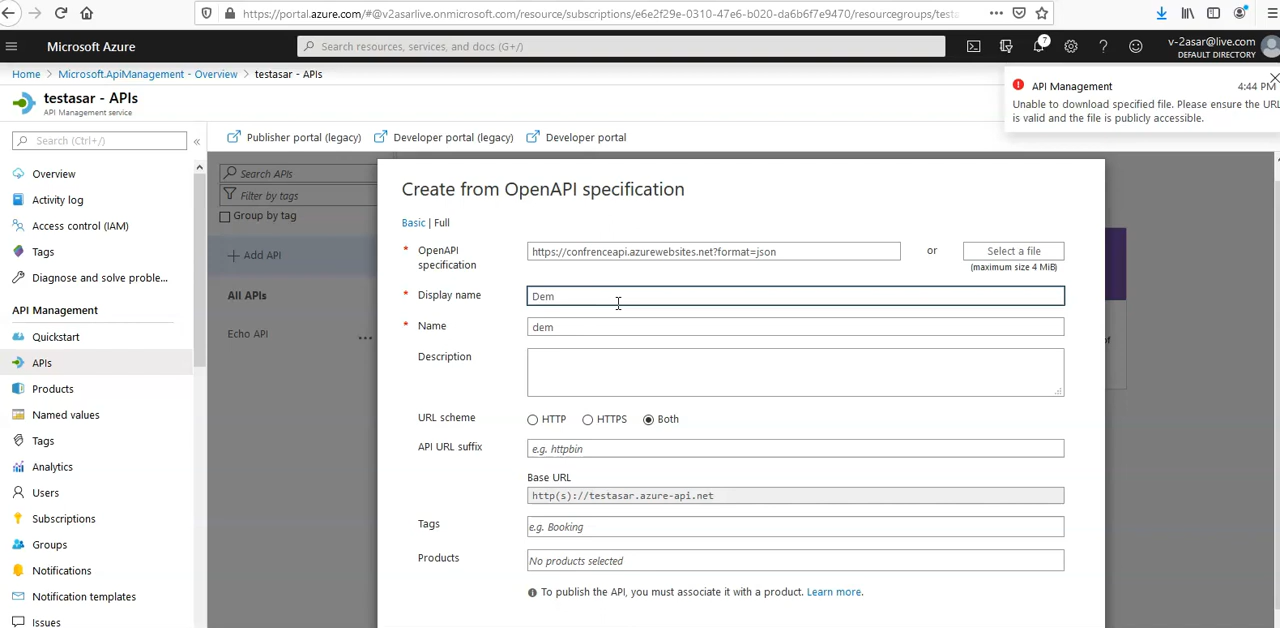 https://portal.azure.com/#@v2asarlive.onmicrosoft.com/resource/subscriptions/e6e2f29e-0310-47e6-b020-da6b6f7e9470/resourcegroups/testa
Microsoft Azure
Search resources, services, and docs (G+/)
7
v-2asar@live.com
DEFAULT DIRECTORY
Home > Microsoft.ApiManagement - Overview > testasar - APIs
testasar - APIs
API Management service
API Management 4:44 PM
Unable to download specified file. Please ensure the URL
is valid and the file is publicly accessible.
Search (Ctrl+/)
«
Publisher portal (legacy)
Developer portal (legacy)
Developer portal
Overview
Activity log
Access control (IAM)
Tags
Diagnose and solve proble...
API Management
Quickstart
APIs
Products
Named values
Tags
Analytics
Users
Subscriptions
Groups
Notifications
Notification templates
Issues
Search APIs
Filter by tags
Group by tag
+ Add API
All APIs
Echo API
...
Create from OpenAPI specification
Basic | Full
* OpenAPI
specification
https://confrenceapi.azurewebsites.net?format=json
or
Select a file
(maximum size 4 MiB)
* Display name
Dem
* Name
dem
Description
URL scheme
HTTP
HTTPS
Both
API URL suffix
e.g. httpbin
Base URL
http(s)://testasar.azure-api.net
Tags
e.g. Booking
Products
No products selected
To publish the API, you must associate it with a product. Learn more.
of